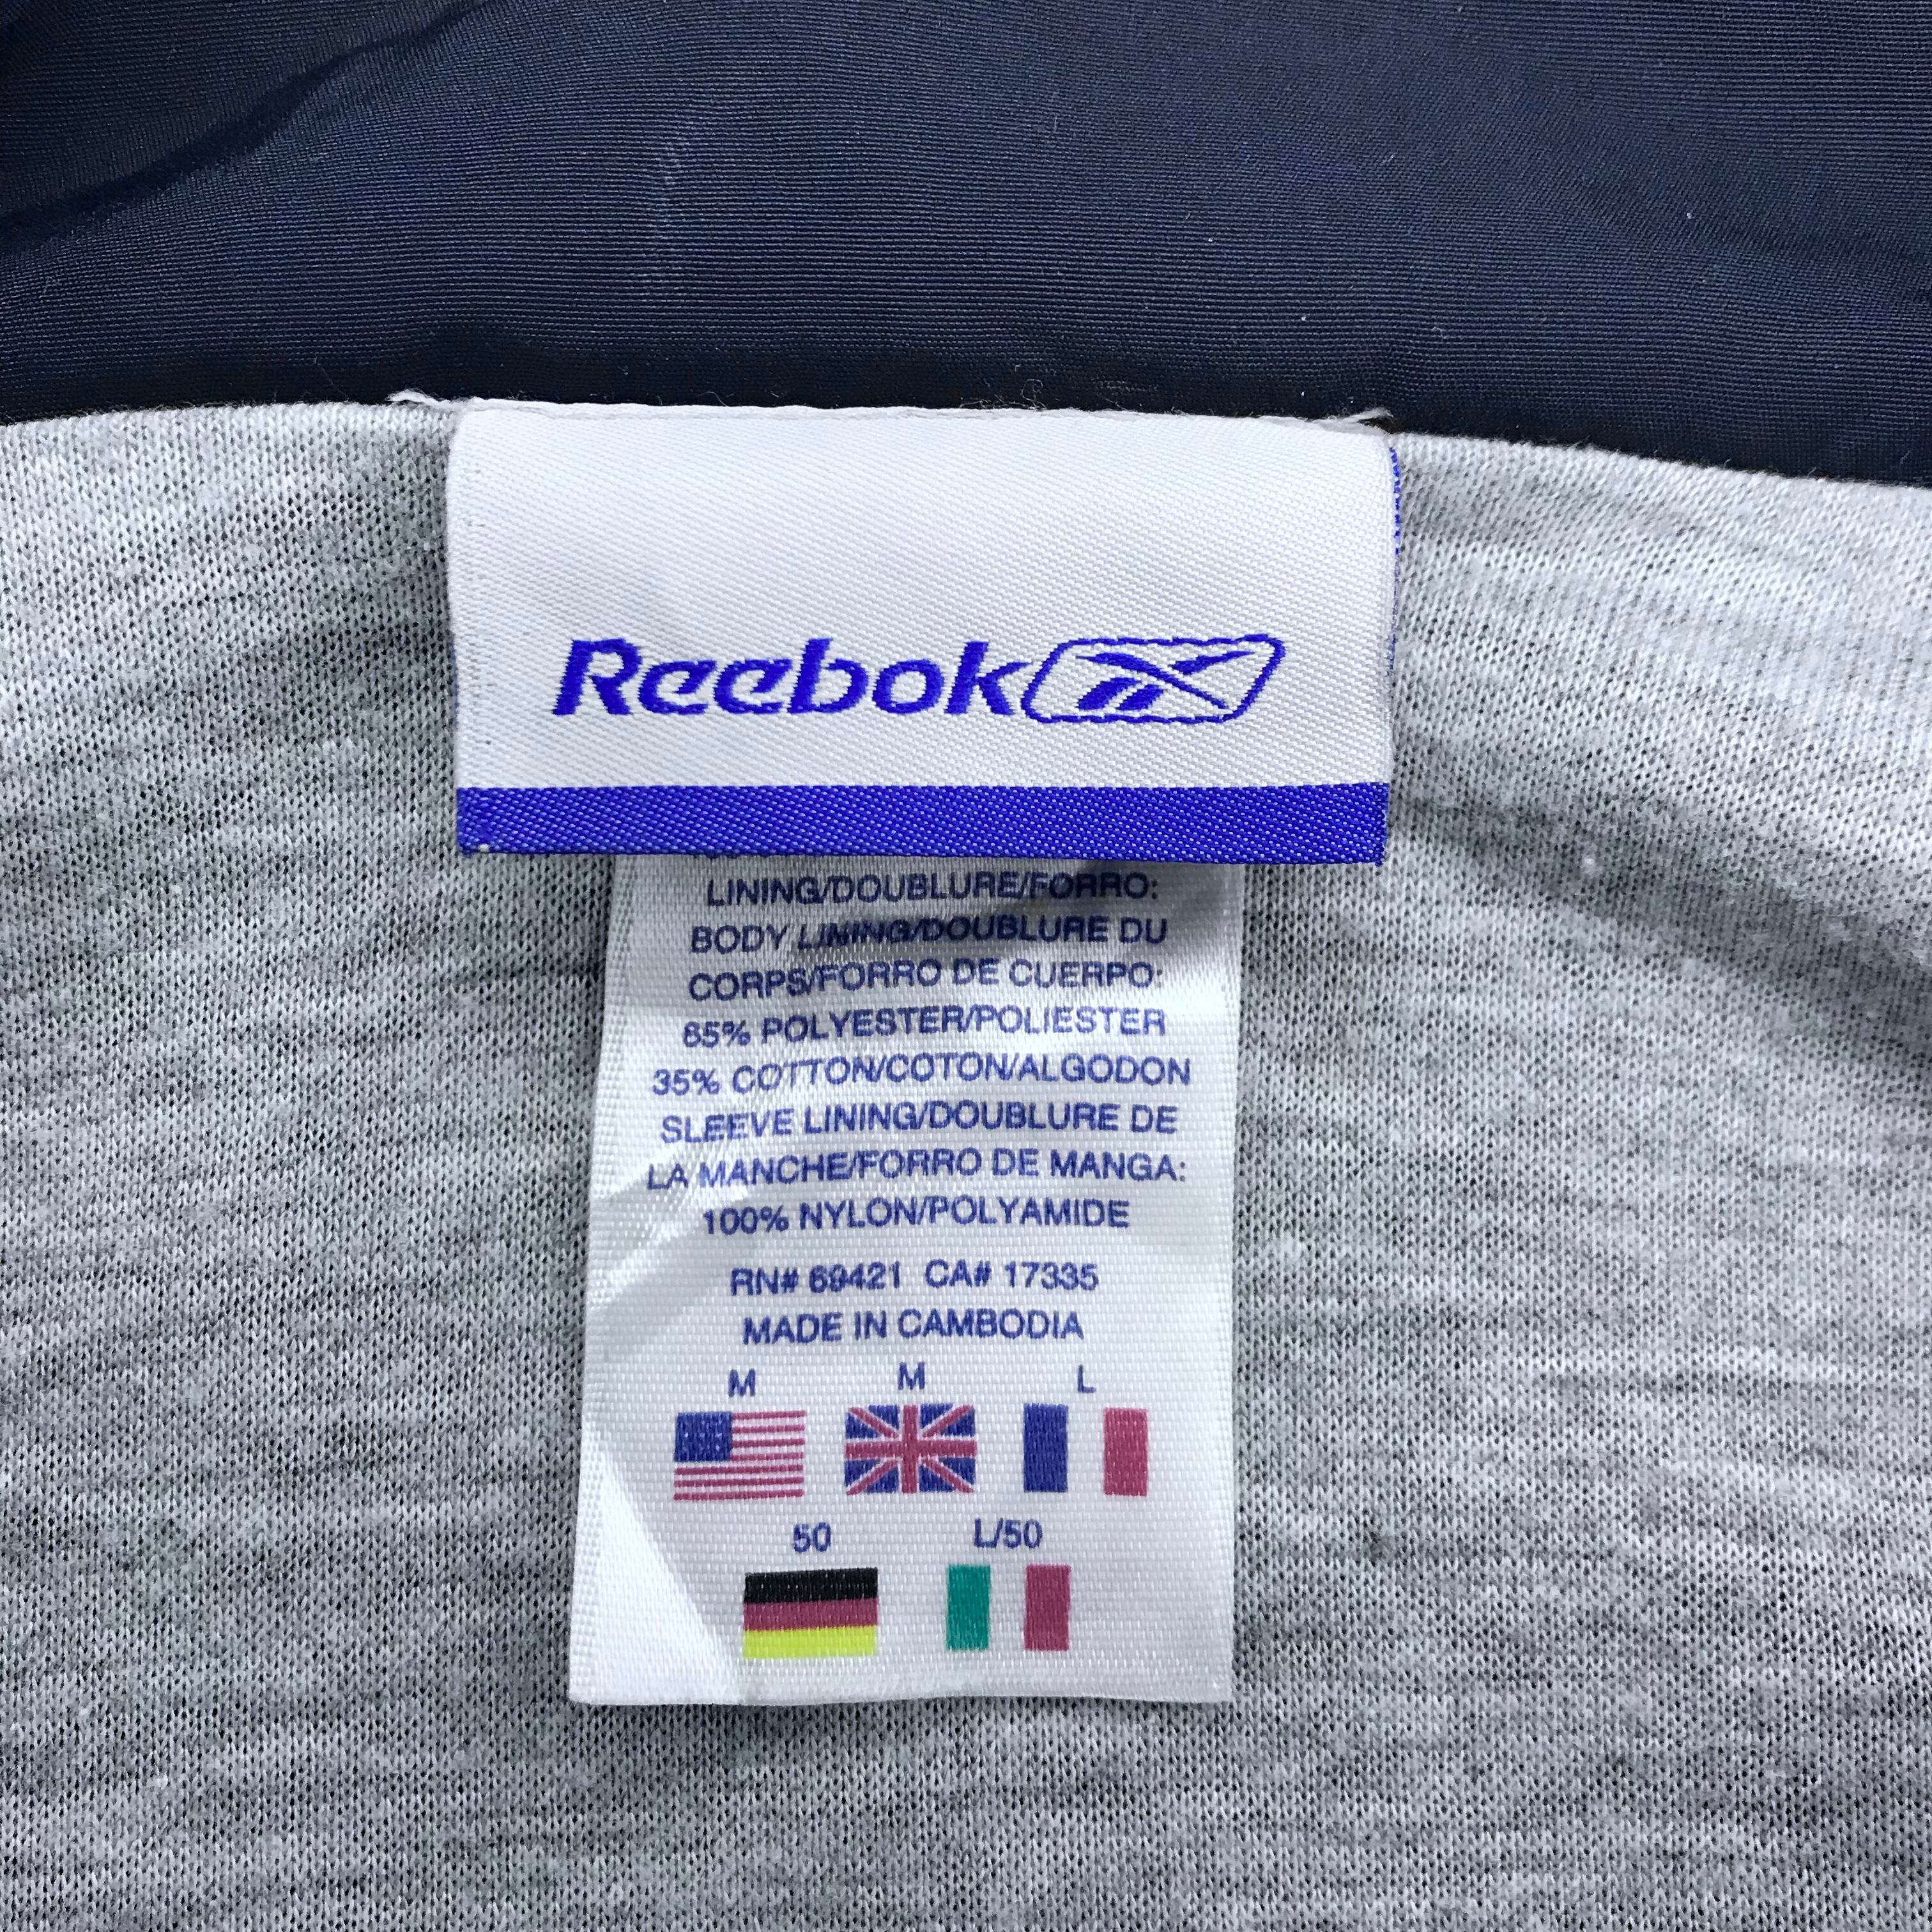 Reebok
LINING/DOUBLURE/FORRO:
BODY LINING/DOUBLURE DU
CORPS/FORRO DE CUERPO:
65% POLYESTER/POLIESTER
35% COTTON/COTON/ALGODON
SLEEVE LINING/DOUBLURE DE
LA MANCHE/FORRO DE MANGA:
100% NYLON/POLYAMIDE
RN# 69421 CA# 17335
MADE IN CAMBODIA
M M L
50 L/50